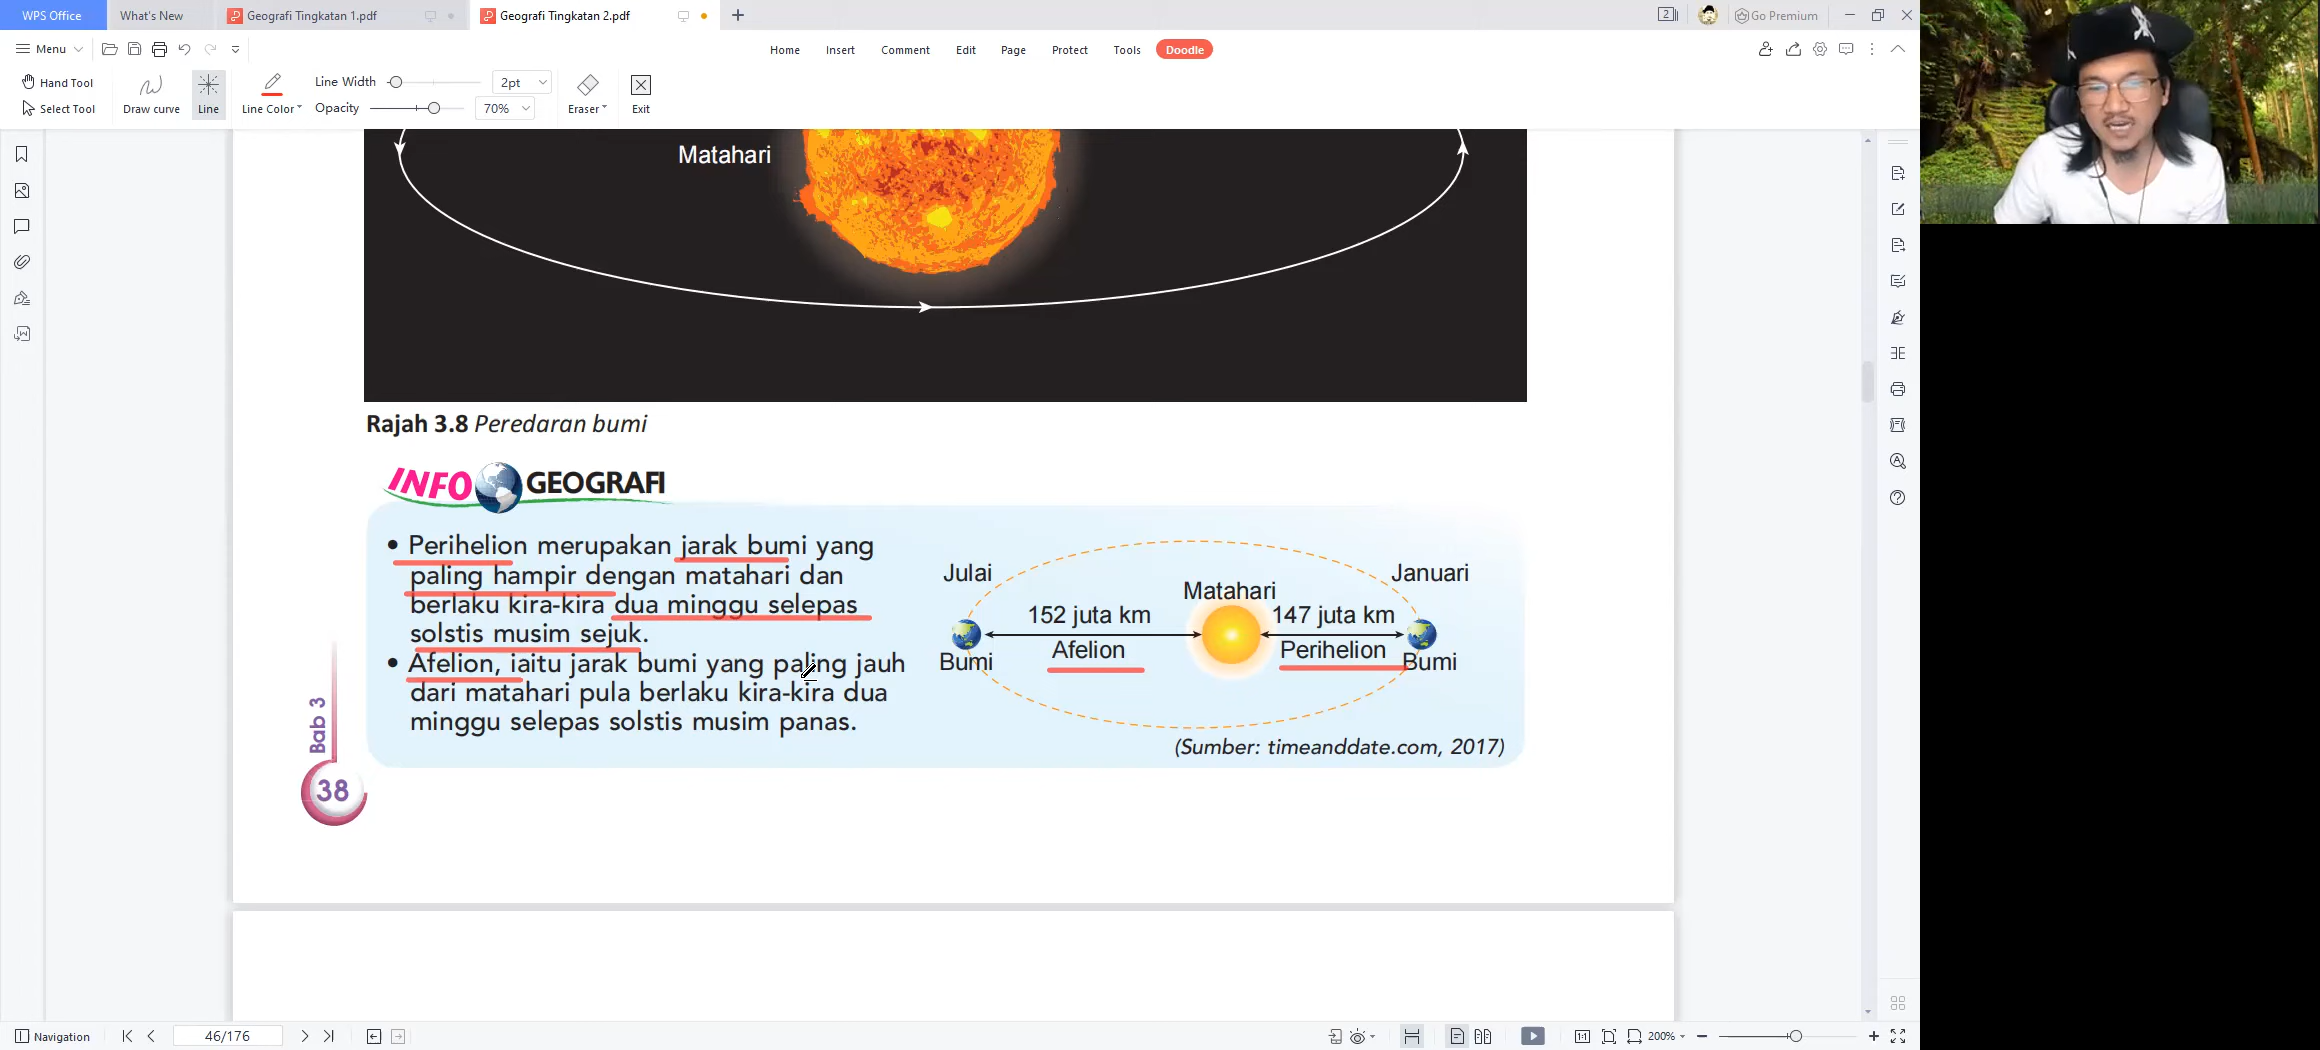 WPS Office
What's New
Geografi Tingkatan 1.pdf
Geografi Tingkatan 2.pdf
2
Go Premium
Menu
Home
Insert
Comment
Edit
Page
Protect
Tools
Doodle
Hand Tool
Select Tool
Draw curve
Line
Line Color
Line Width
2pt
Opacity
70%
Eraser
Exit
Matahari
Rajah 3.8 Peredaran bumi
INFO GEOGRAFI
• Perihelion merupakan jarak bumi yang
paling hampir dengan matahari dan
berlaku kira-kira dua minggu selepas
solstis musim sejuk.
• Afelion, iaitu jarak bumi yang paling jauh
dari matahari pula berlaku kira-kira dua
minggu selepas solstis musim panas.
Julai
Januari
Matahari
152 juta km
147 juta km
Afelion
Perihelion
Bumi
Bumi
(Sumber: timeanddate.com, 2017)
Bab 3
38
Navigation
46/176
1:1
200%